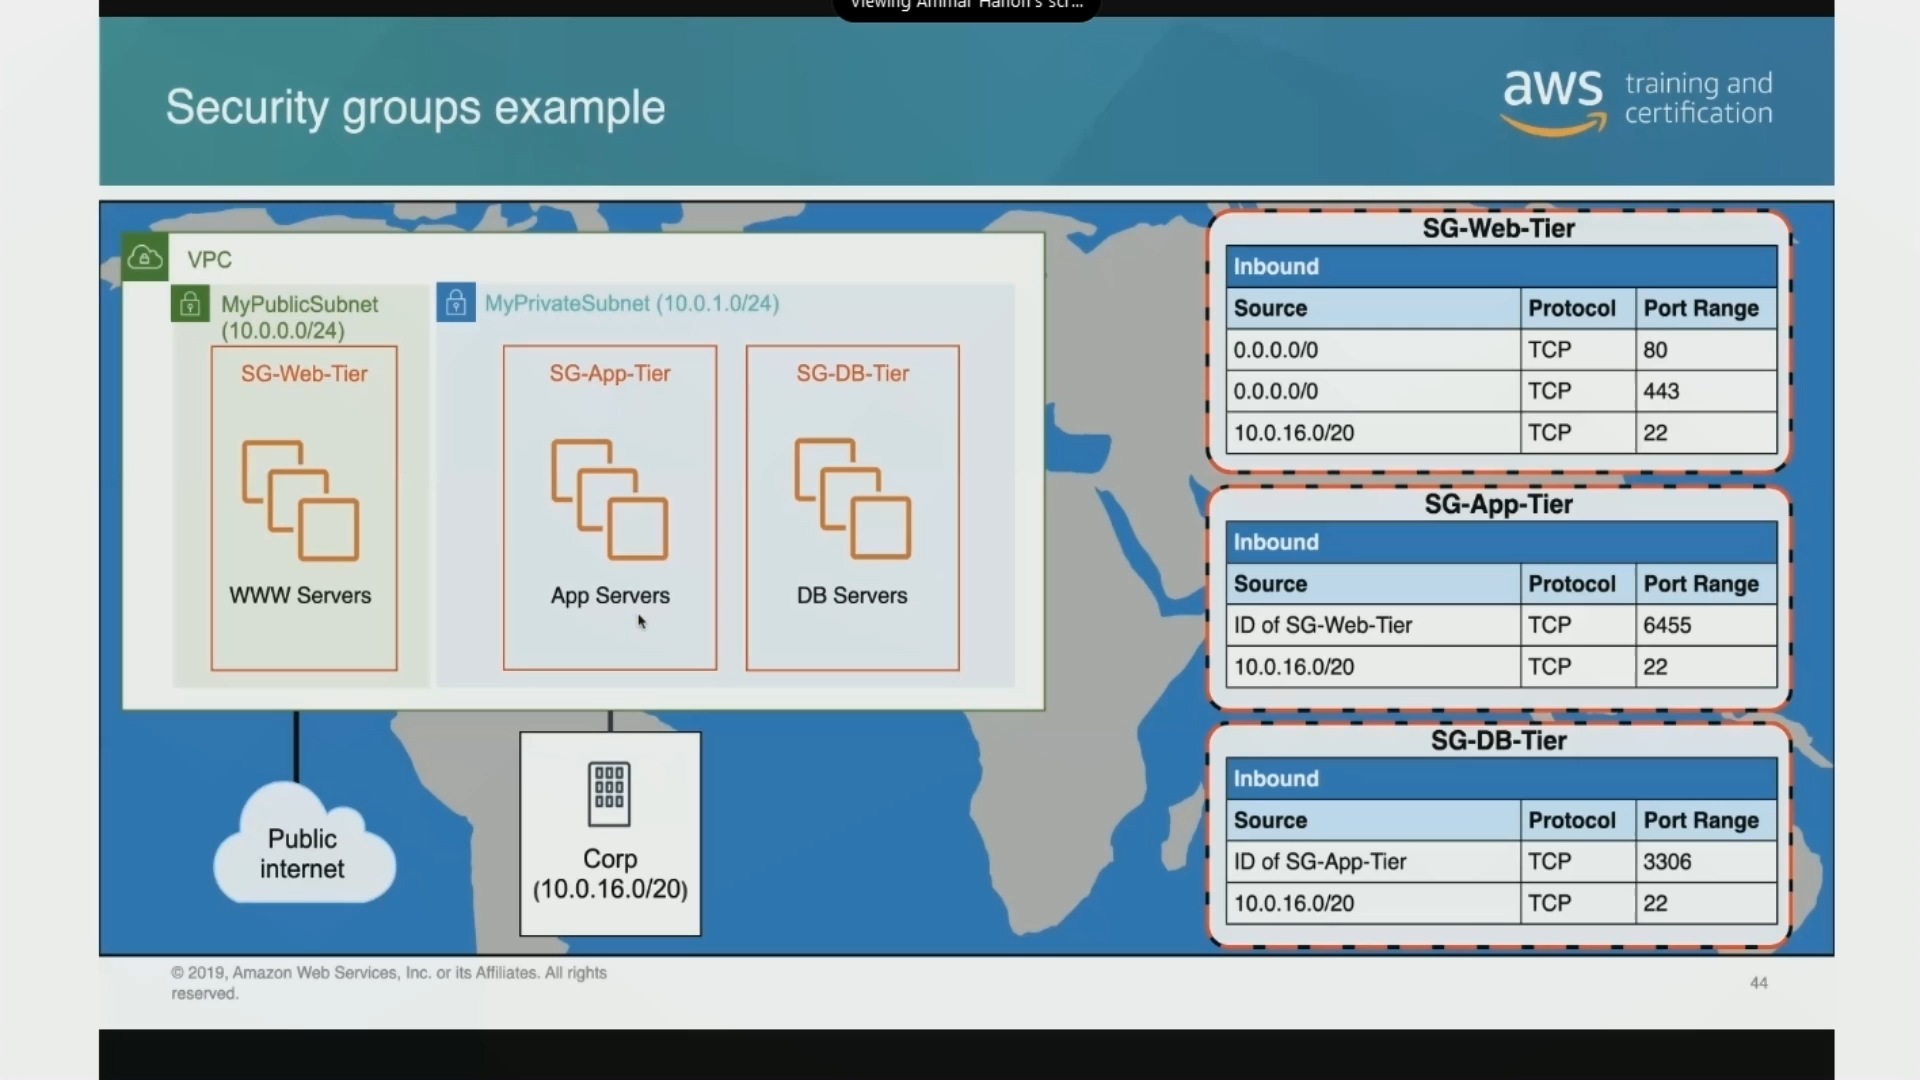 Viewing Ammar Hanon's scr...
Security groups example
aws training and
certification
VPC
MyPublicSubnet
(10.0.0.0/24)
MyPrivateSubnet (10.0.1.0/24)
SG-Web-Tier
SG-App-Tier
SG-DB-Tier
WWW Servers
App Servers
DB Servers
Public
internet
Corp
(10.0.16.0/20)
SG-Web-Tier
Inbound
Source Protocol Port Range
0.0.0.0/0 TCP 80
0.0.0.0/0 TCP 443
10.0.16.0/20 TCP 22
SG-App-Tier
Inbound
Source Protocol Port Range
ID of SG-Web-Tier TCP 6455
10.0.16.0/20 TCP 22
SG-DB-Tier
Inbound
Source Protocol Port Range
ID of SG-App-Tier TCP 3306
10.0.16.0/20 TCP 22
© 2019, Amazon Web Services, Inc. or its Affiliates. All rights
reserved.
44